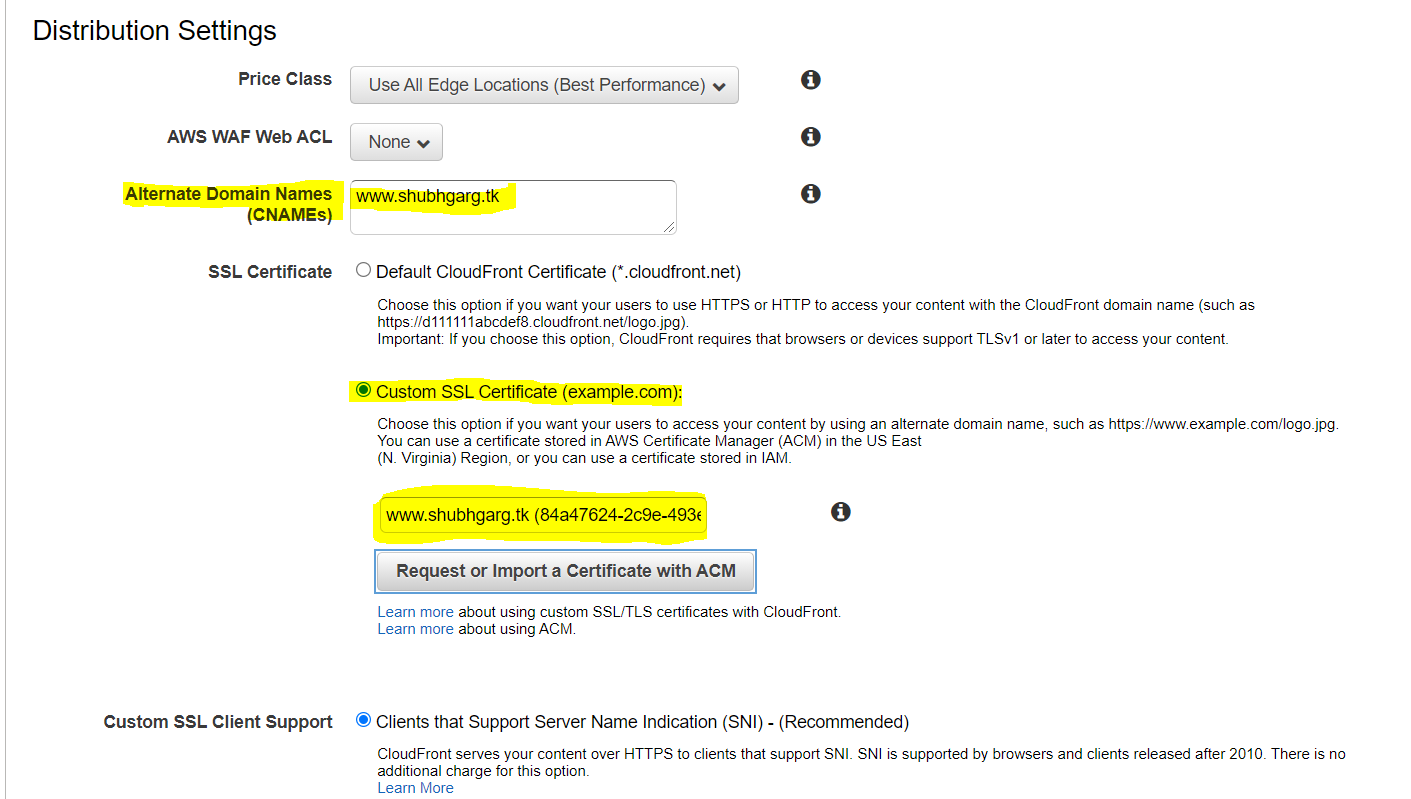 Distribution Settings
Price Class
Use All Edge Locations (Best Performance)
AWS WAF Web ACL
None
Alternate Domain Names
(CNAMEs)
www.shubhgarg.tk
SSL Certificate
Default CloudFront Certificate (*.cloudfront.net)
Choose this option if you want your users to use HTTPS or HTTP to access your content with the CloudFront domain name (such as
https://d111111abcdef8.cloudfront.net/logo.jpg).
Important: If you choose this option, CloudFront requires that browsers or devices support TLSv1 or later to access your content.
Custom SSL Certificate (example.com):
Choose this option if you want your users to access your content by using an alternate domain name, such as https://www.example.com/logo.jpg.
You can use a certificate stored in AWS Certificate Manager (ACM) in the US East
(N. Virginia) Region, or you can use a certificate stored in IAM.
www.shubhgarg.tk (84a47624-2c9e-493e
Request or Import a Certificate with ACM
Learn more about using custom SSL/TLS certificates with CloudFront.
Learn more about using ACM.
Custom SSL Client Support
Clients that Support Server Name Indication (SNI) - (Recommended)
CloudFront serves your content over HTTPS to clients that support SNI. SNI is supported by browsers and clients released after 2010. There is no
additional charge for this option.
Learn More